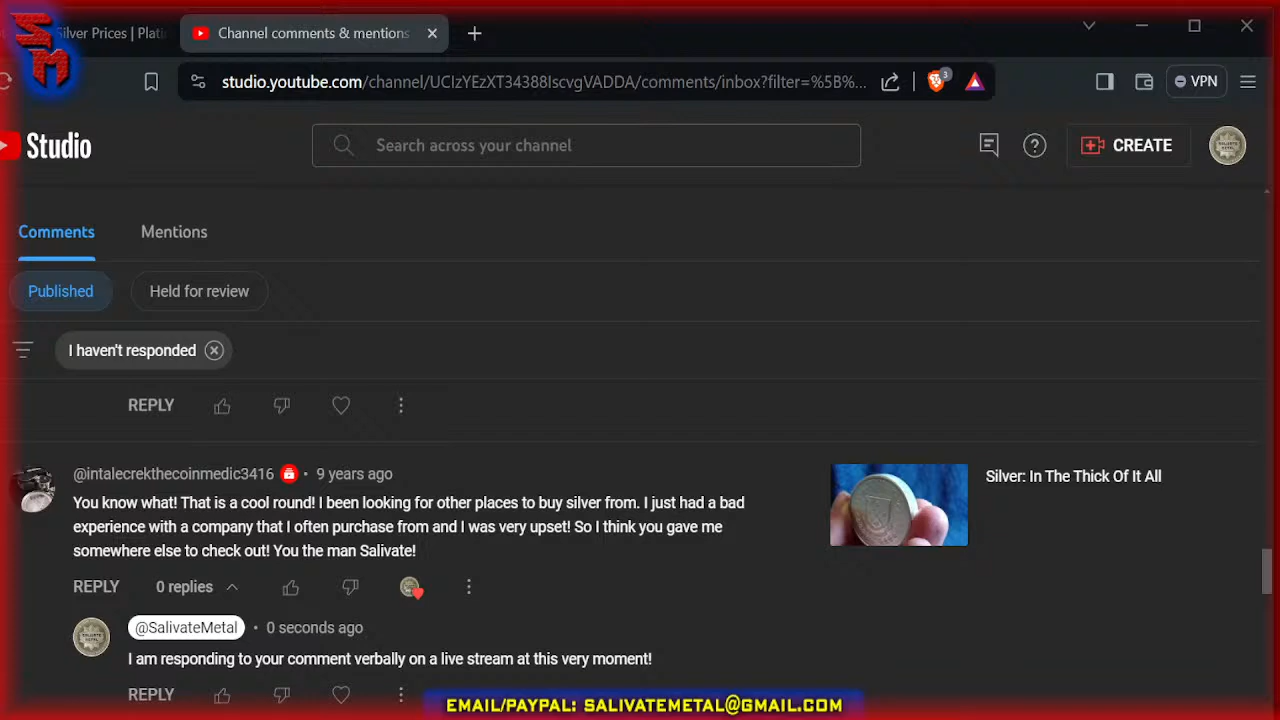 SM
Silver Prices | Plati
Channel comments & mentions
studio.youtube.com/channel/UCIzYEzXT34388IscvgVADDA/comments/inbox?filter=%5B%...
3
VPN
Studio
Search across your channel
CREATE
Comments
Mentions
Published
Held for review
I haven't responded
REPLY
@intalecrekthecoinmedic3416 • 9 years ago
You know what! That is a cool round! I been looking for other places to buy silver from. I just had a bad
experience with a company that I often purchase from and I was very upset! So I think you gave me
somewhere else to check out! You the man Salivate!
Silver: In The Thick Of It All
REPLY
0 replies
@SalivateMetal • 0 seconds ago
I am responding to your comment verbally on a live stream at this very moment!
REPLY
EMAIL/PAYPAL: SALIVATEMETAL@GMAIL.COM